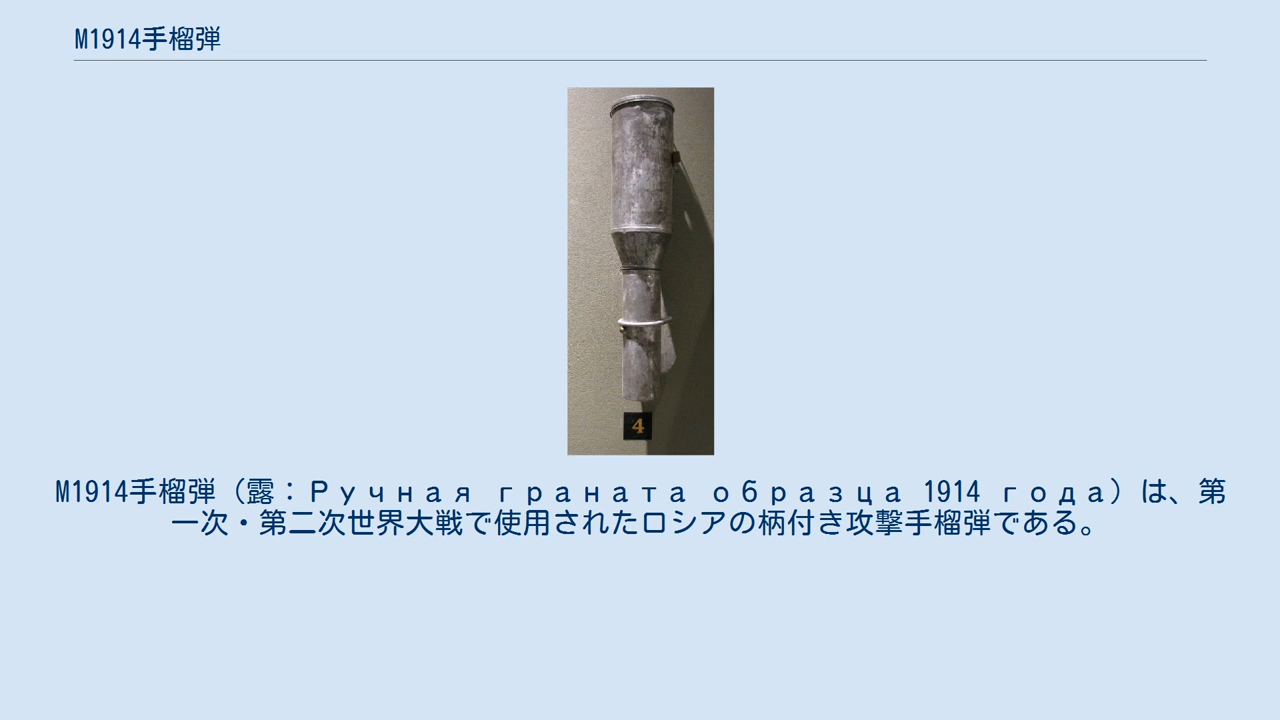 M1914手榴弾
4
M1914手榴弾（露：Ручная граната образца 1914 года）は、第
一次・第二次世界大戦で使用されたロシアの柄付き攻撃手榴弾である。